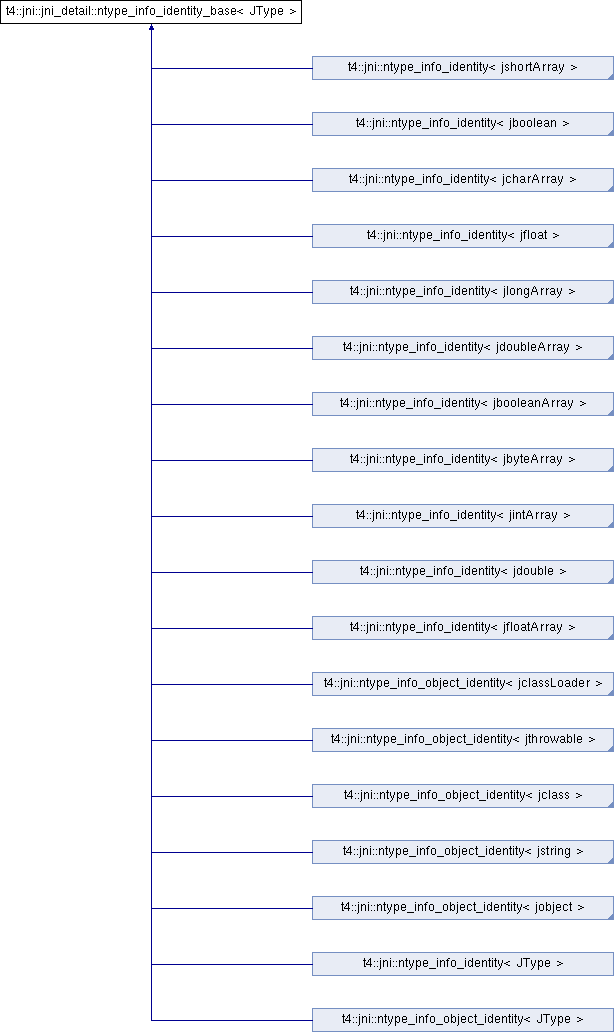 t4::jni::jni_detail::ntype_info_identity_base< JType >
t4::jni::ntype_info_identity< jshortArray >
t4::jni::ntype_info_identity< jboolean >
t4::jni::ntype_info_identity< jcharArray >
t4::jni::ntype_info_identity< jfloat >
t4::jni::ntype_info_identity< jlongArray >
t4::jni::ntype_info_identity< jdoubleArray >
t4::jni::ntype_info_identity< jbooleanArray >
t4::jni::ntype_info_identity< jbyteArray >
t4::jni::ntype_info_identity< jintArray >
t4::jni::ntype_info_identity< jdouble >
t4::jni::ntype_info_identity< jfloatArray >
t4::jni::ntype_info_object_identity< jclassLoader >
t4::jni::ntype_info_object_identity< jthrowable >
t4::jni::ntype_info_object_identity< jclass >
t4::jni::ntype_info_object_identity< jstring >
t4::jni::ntype_info_object_identity< jobject >
t4::jni::ntype_info_identity< JType >
t4::jni::ntype_info_object_identity< JType >